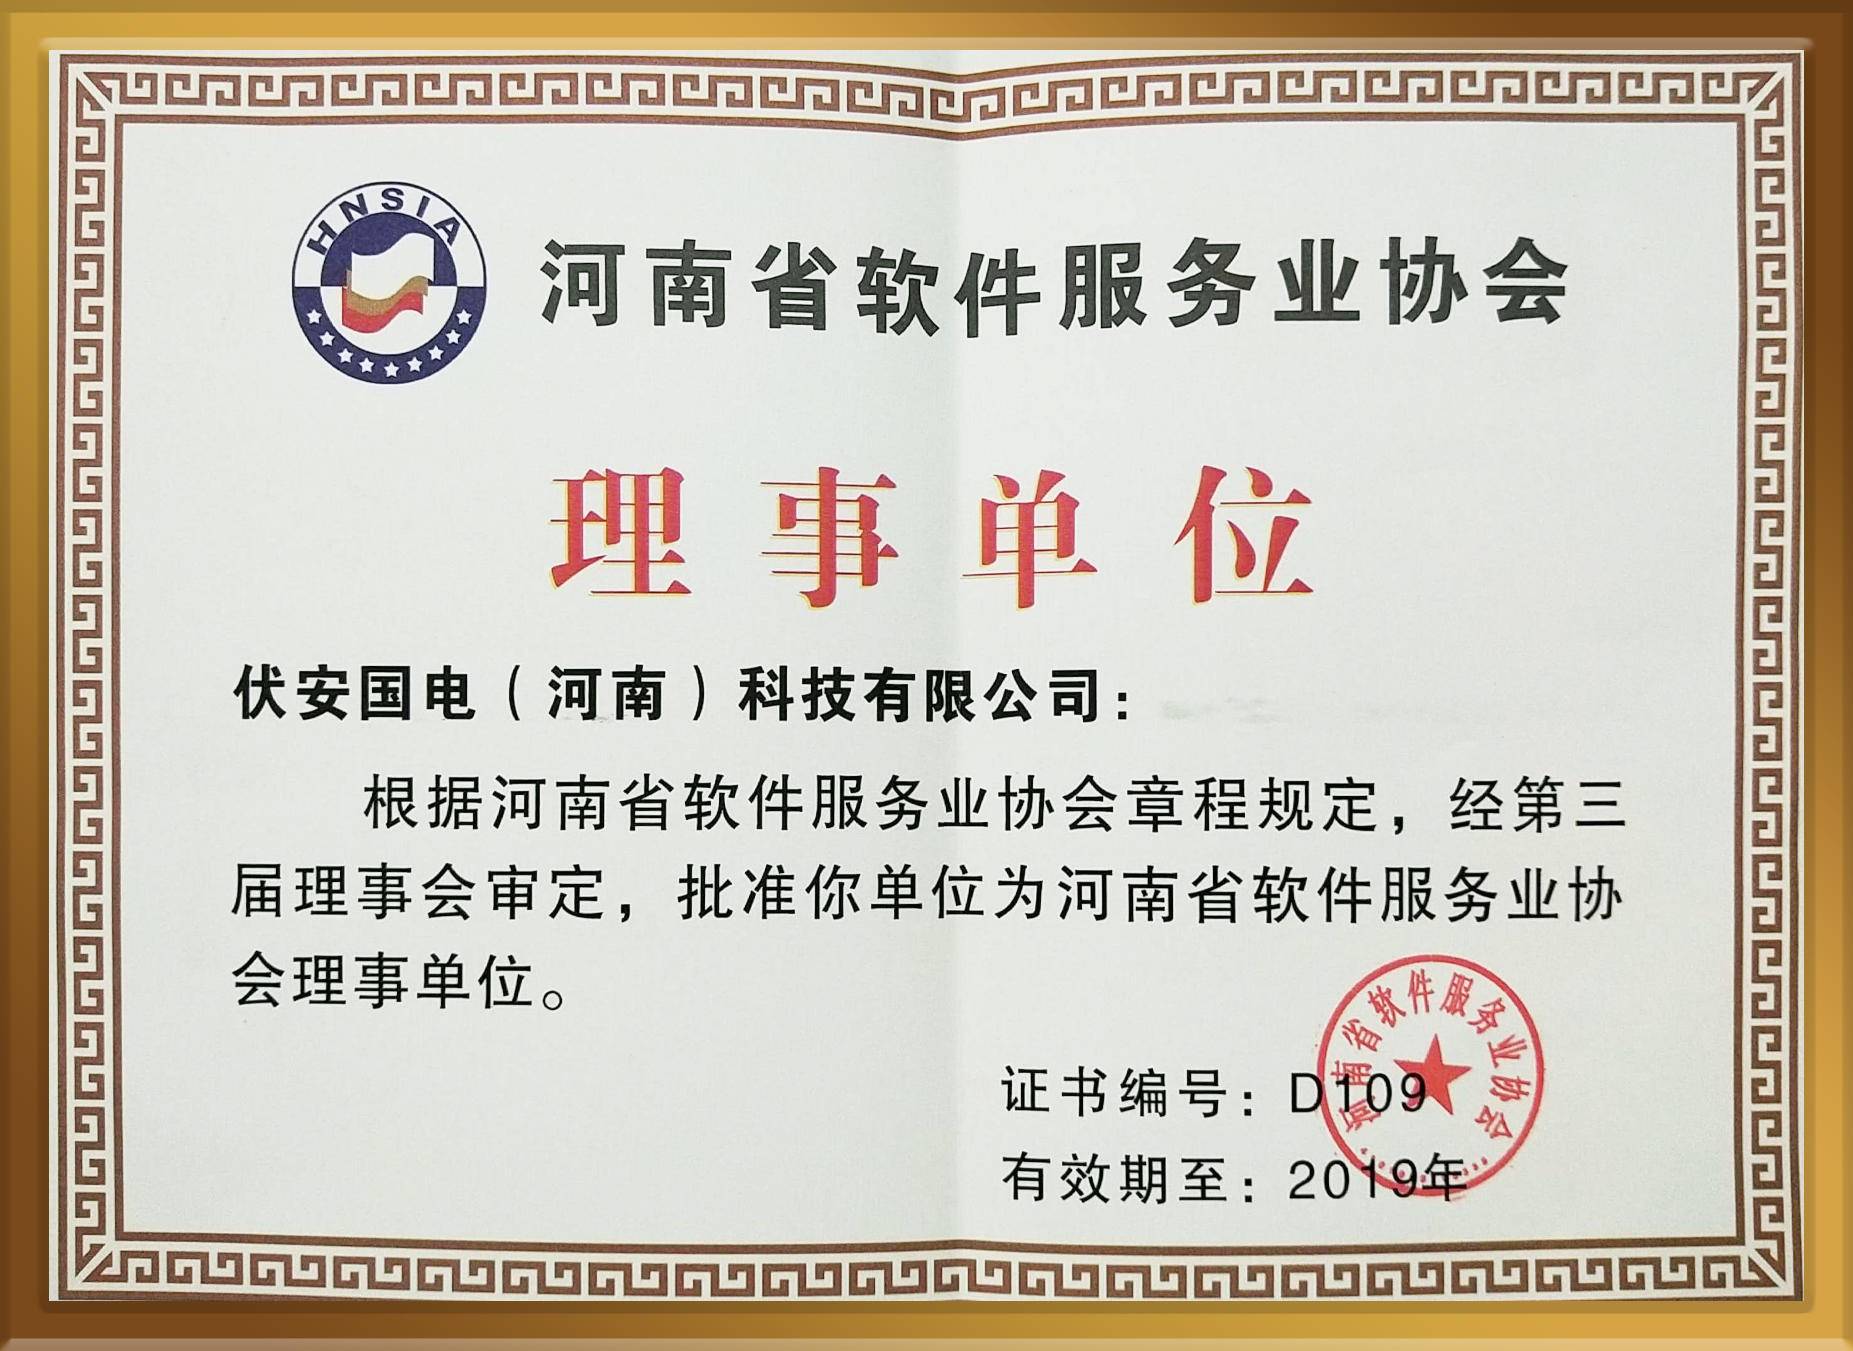 HNSIA
河南省软件服务业协会
理事单位
伏安国电（河南）科技有限公司：
根据河南省软件服务业协会章程规定，经第三
届理事会审定，批准你单位为河南省软件服务业协
会理事单位。
证书编号：D109
有效期至：2019年
河南省软件服务业协会